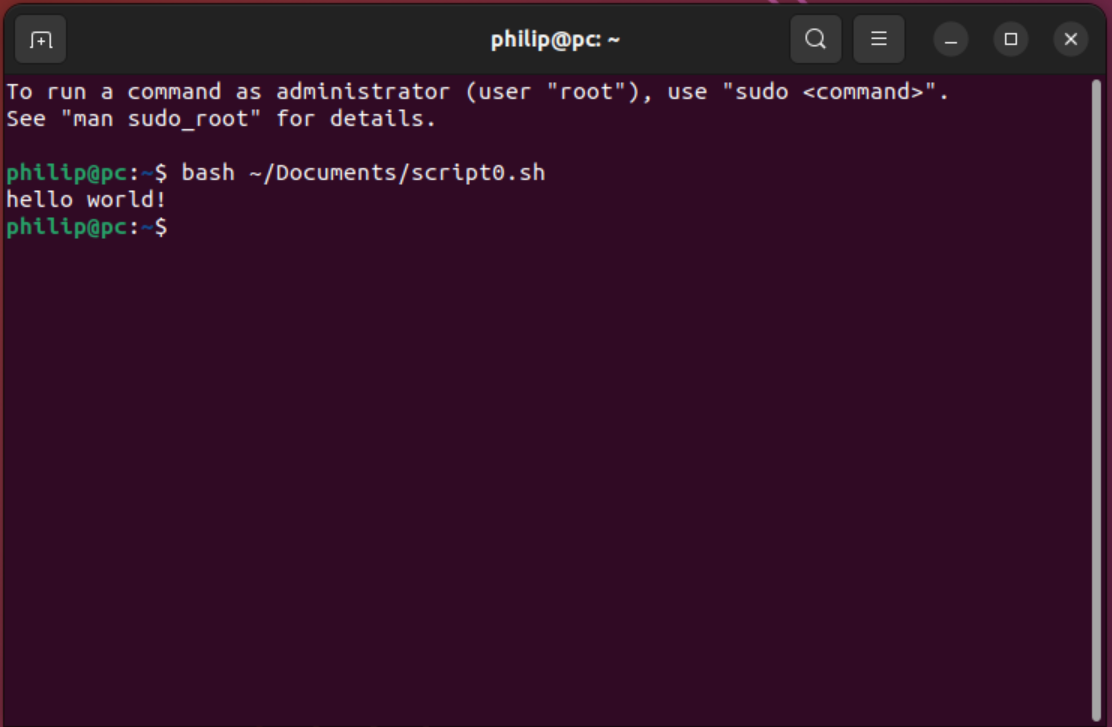 philip@pc: ~
To run a command as administrator (user "root"), use "sudo <command>".
See "man sudo_root" for details.
philip@pc:~$ bash ~/Documents/script0.sh
hello world!
philip@pc:~$